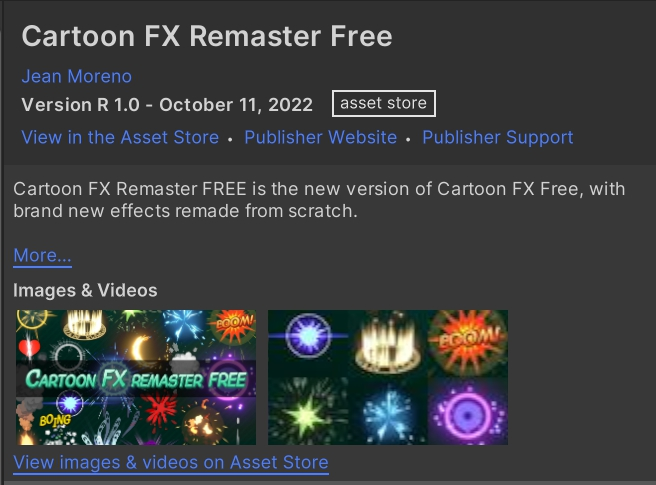 Cartoon FX Remaster Free
Jean Moreno
Version R 1.0 - October 11, 2022 asset store
View in the Asset Store • Publisher Website • Publisher Support
Cartoon FX Remaster FREE is the new version of Cartoon FX Free, with
brand new effects remade from scratch.
More...
Images & Videos
BOOM!
CARTOON FX REMASTER FREE
BOING
BOOM!
View images & videos on Asset Store